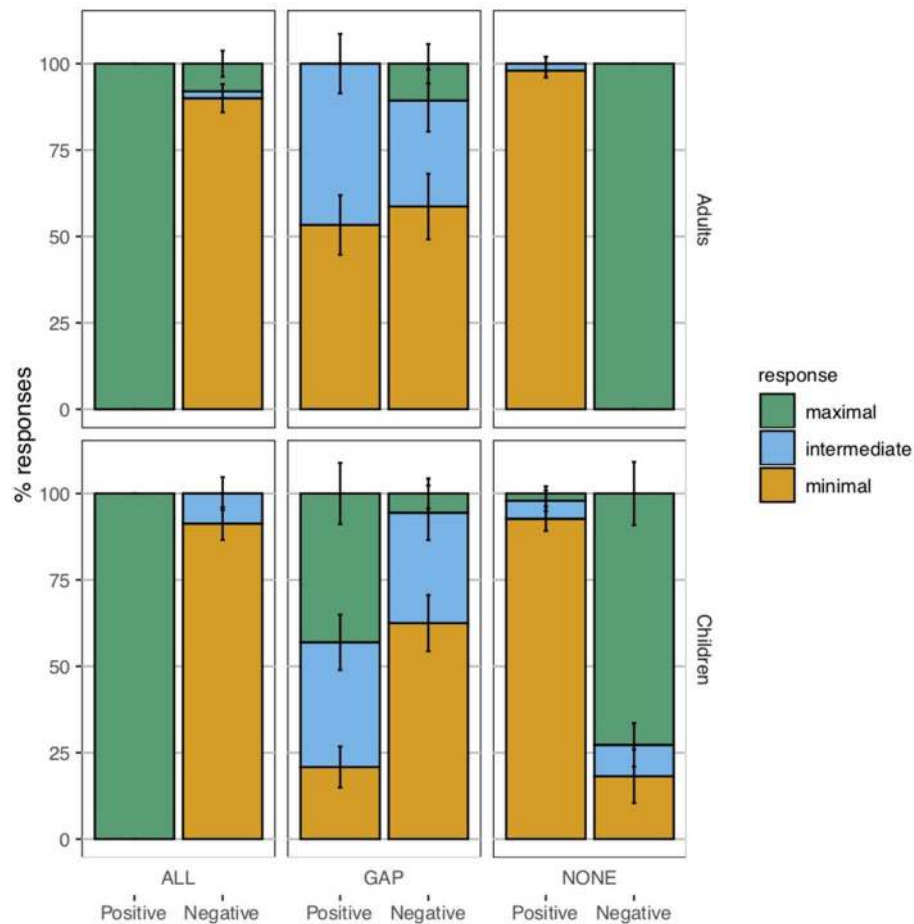 % responses
100
75
50
25
0
Adults
100
75
50
25
0
Children
ALL
GAP
NONE
Positive Negative
Positive Negative
Positive Negative
response
maximal
intermediate
minimal